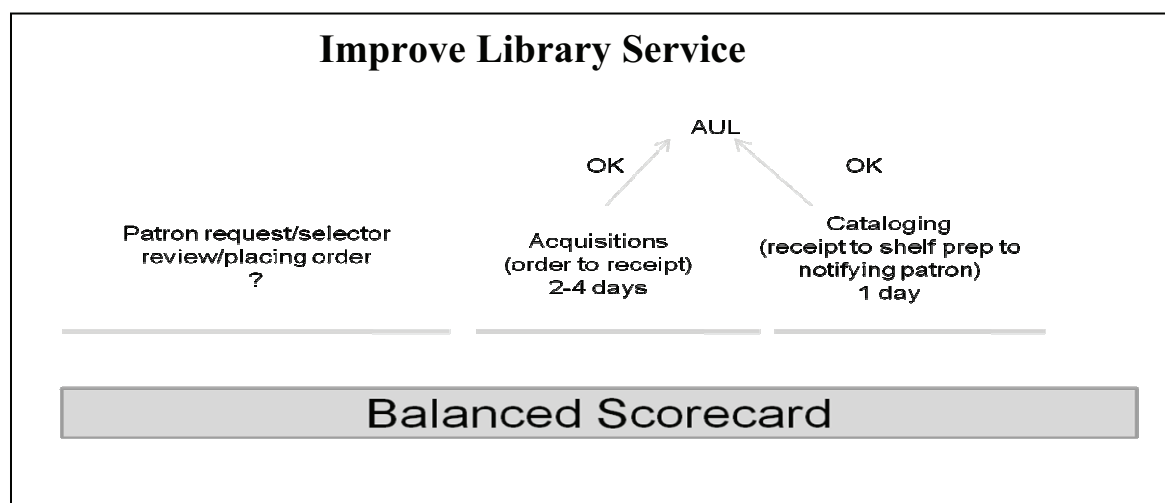 Improve Library Service
AUL
OK
OK
Patron request/selector
review/placing order
?
Acquisitions
(order to receipt)
2-4 days
Cataloging
(receipt to shelf prep to
notifying patron)
1 day
Balanced Scorecard